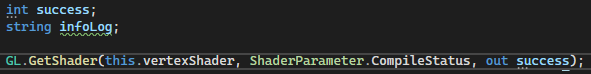 int success;
string infoLog;
GL.GetShader(this.vertexShader, ShaderParameter.CompileStatus, out success);